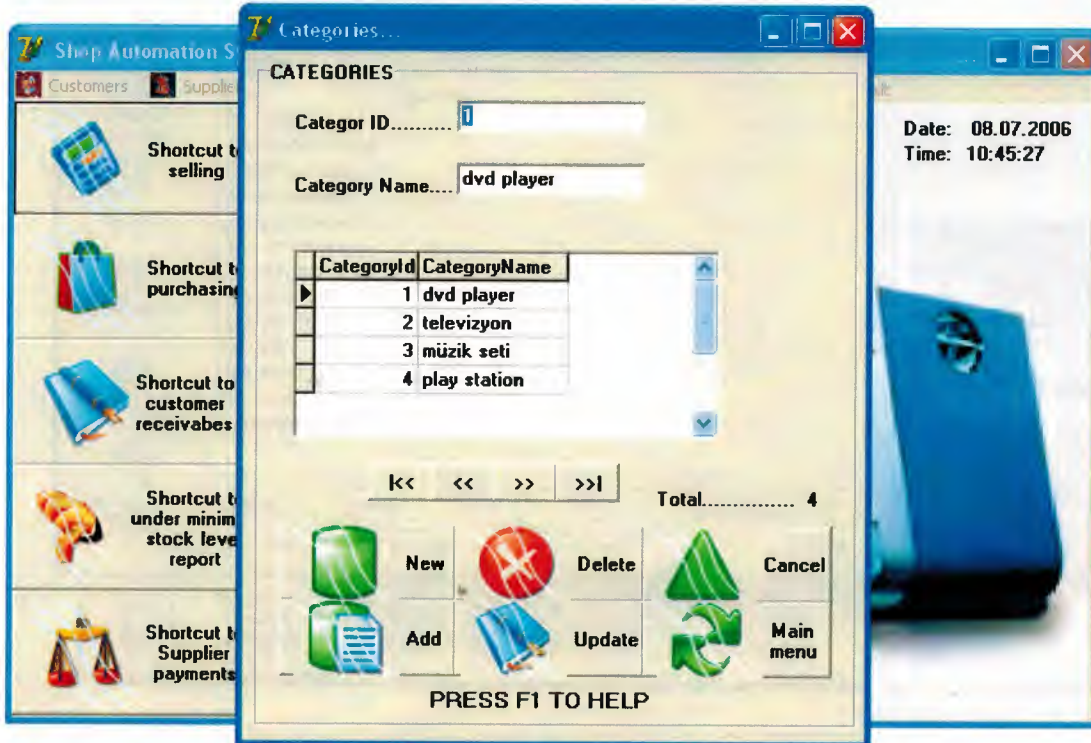 Categories...
Shop Automation S
Customers
Supplie
Date: 08.07.2006
Time: 10:45:27
Shortcut t
selling
Shortcut t
purchasing
Shortcut to
customer
receivabes
Shortcut t
under minim
stock leve
report
Shortcut t
Supplier
payments
CATEGORIES
Categor ID.......... 1
Category Name.... dvd player
CategoryId CategoryName
1 dvd player
2 televizyon
3 müzik seti
4 play station
|<< << >> >>|
Total.............. 4
New Delete Cancel
Add Update Main
menu
PRESS F1 TO HELP